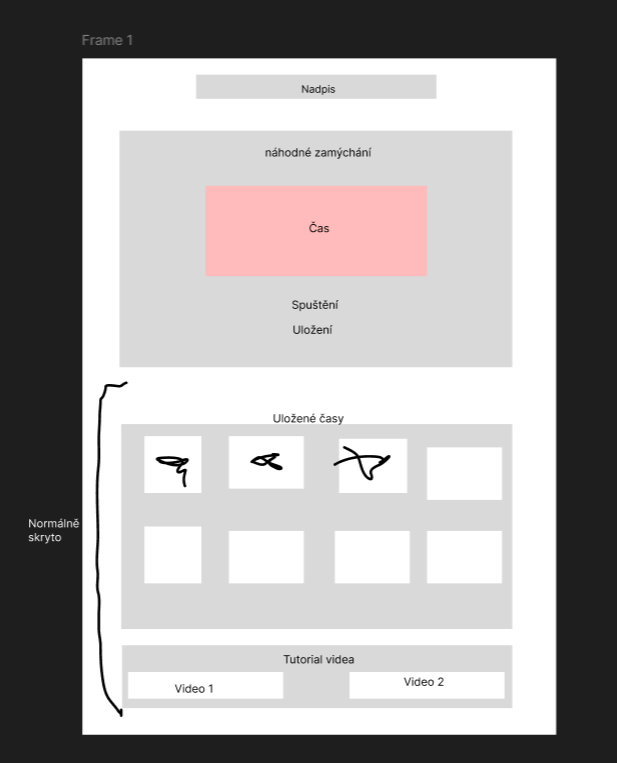 Frame 1
Nadpis
náhodné zamýchání
Čas
Spuštění
Uložení
Uložené časy
Normálně
skryto
Tutorial videa
Video 1
Video 2